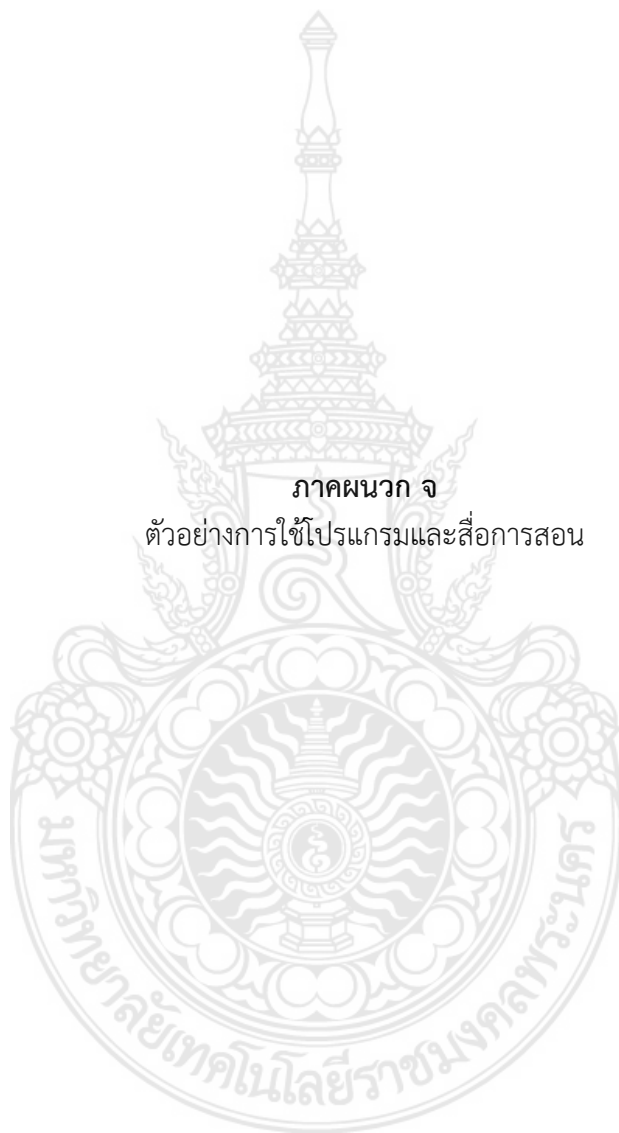 ภาคผนวก จ
ตัวอย่างการใช้โปรแกรมและสื่อการสอน
มหาวิทยาลัยเทคโนโลยีราชมงคลพระนคร